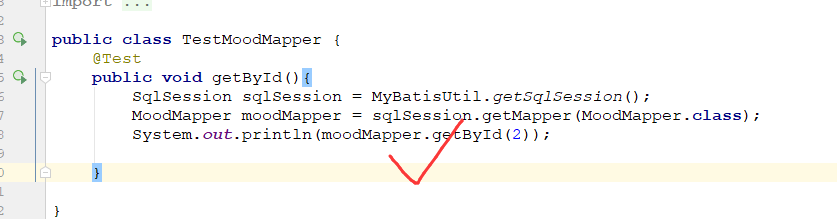 import ...
public class TestMoodMapper {
@Test
public void getById(){
SqlSession sqlSession = MyBatisUtil.getSqlSession();
MoodMapper moodMapper = sqlSession.getMapper(MoodMapper.class);
System.out.println(moodMapper.getById(2));
}
}